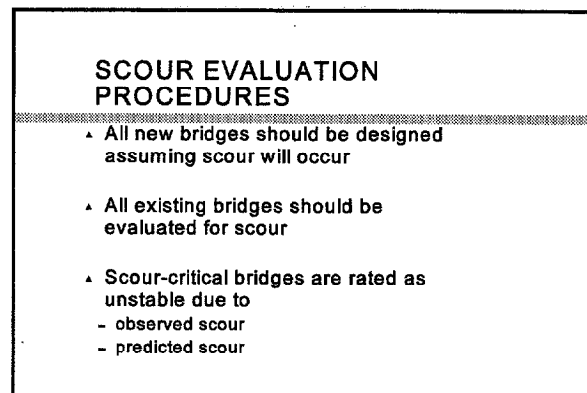 SCOUR EVALUATION
PROCEDURES
▴ All new bridges should be designed
assuming scour will occur
▴ All existing bridges should be
evaluated for scour
▴ Scour-critical bridges are rated as
unstable due to
- observed scour
- predicted scour